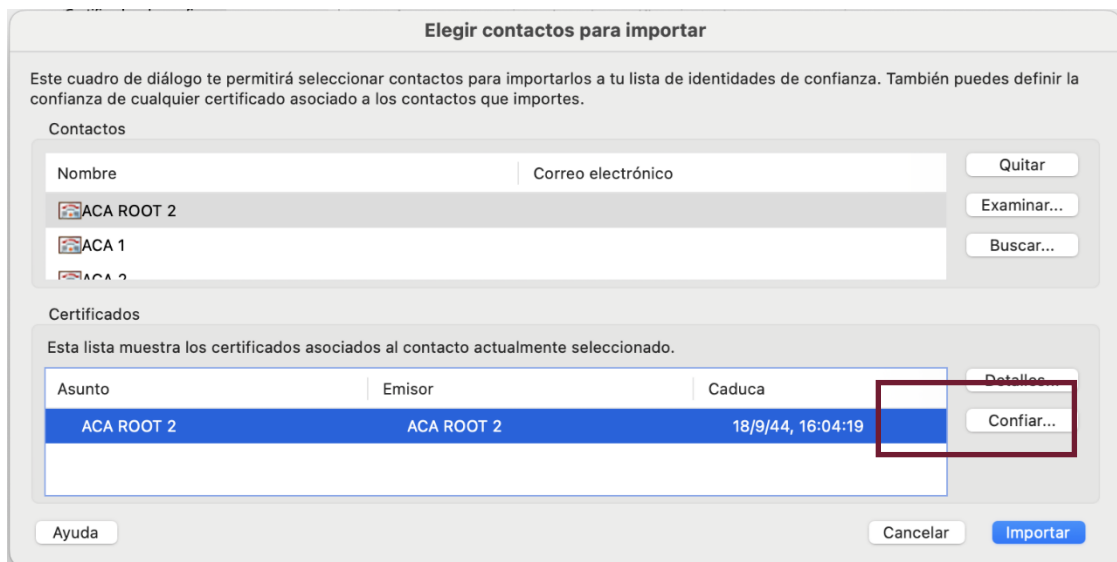 Elegir contactos para importar
Este cuadro de diálogo te permitirá seleccionar contactos para importarlos a tu lista de identidades de confianza. También puedes definir la
confianza de cualquier certificado asociado a los contactos que importes.
Contactos
Nombre Correo electrónico
Quitar
ACA ROOT 2
Examinar...
ACA 1
Buscar...
ACA 2
Certificados
Esta lista muestra los certificados asociados al contacto actualmente seleccionado.
Asunto Emisor Caduca
Detalles...
ACA ROOT 2 ACA ROOT 2 18/9/44, 16:04:19
Confiar...
Ayuda Cancelar Importar